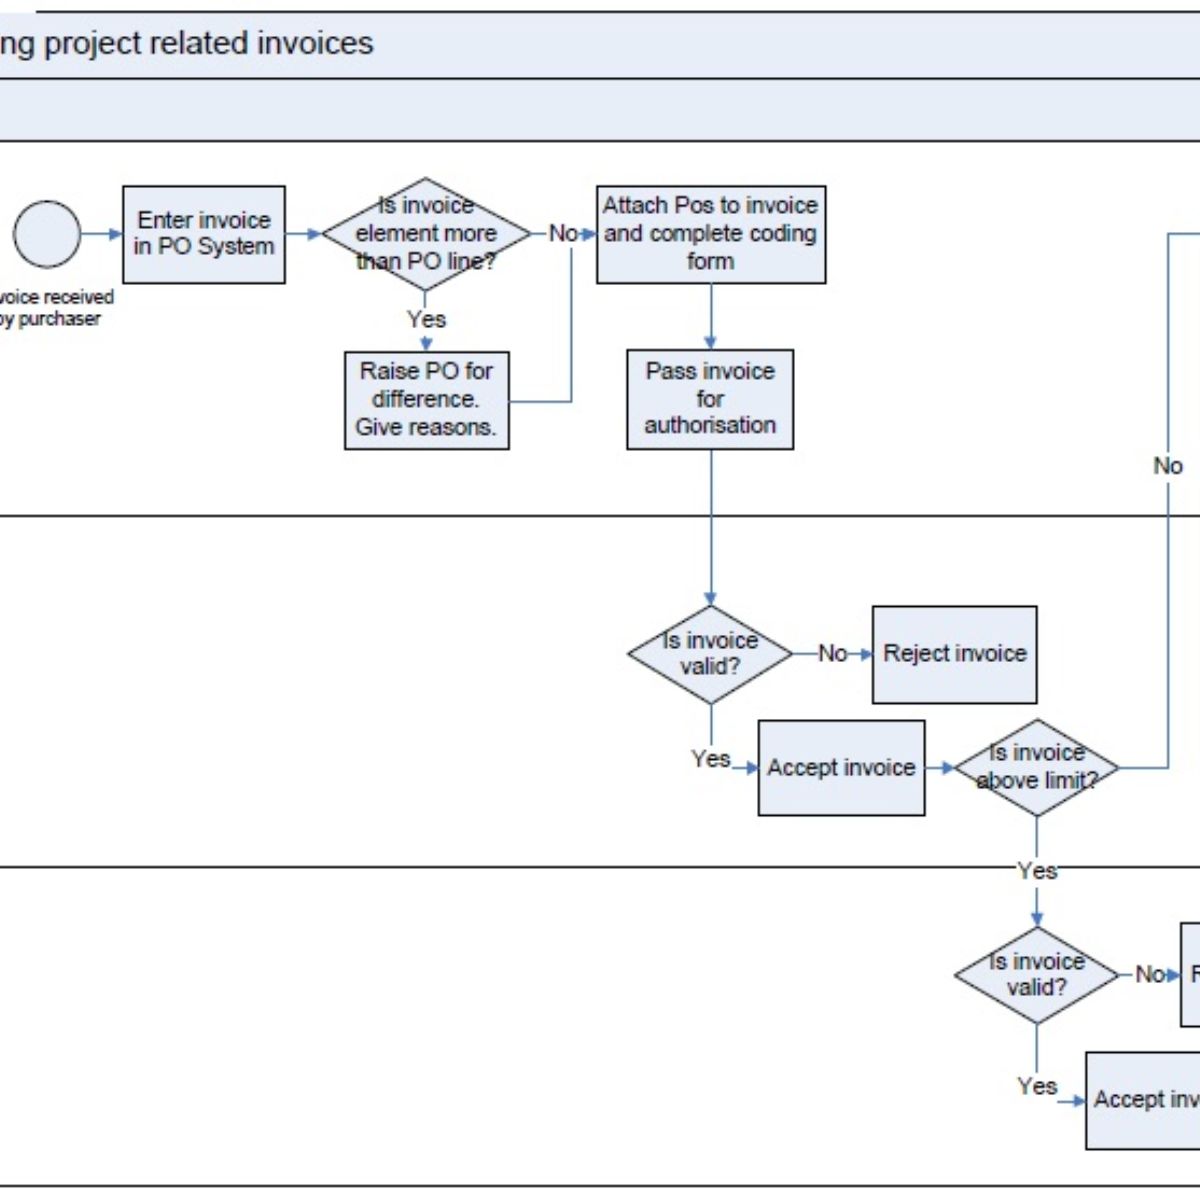 ng project related invoices
Enter invoice
in PO System
Is invoice
element more
than PO line?
No
Attach Pos to invoice
and complete coding
form
voice received
by purchaser
Yes
Raise PO for
difference.
Give reasons.
Pass invoice
for
authorisation
No
Is invoice
valid?
No
Reject invoice
Yes
Accept invoice
Is invoice
above limit?
Yes
Is invoice
valid?
No
R
Yes
Accept inv